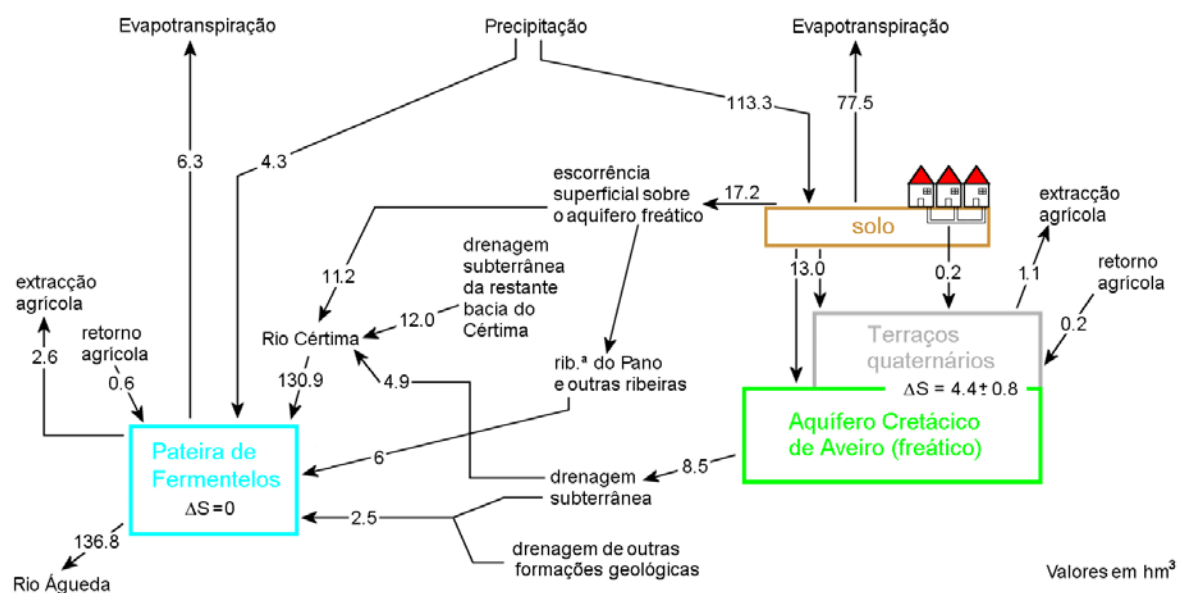 Evapotranspiração
Precipitação
Evapotranspiração
113.3
77.5
6.3
4.3
escorrência
superficial sobre
o aquífero freático
17.2
extracção
agrícola
solo
drenagem
subterrânea
da restante
bacia do
Cértima
11.2
12.0
13.0
0.2
1.1
retorno
agrícola
0.2
extracção
agrícola
2.6
retorno
agrícola
0.6
Rio Cértima
130.9
4.9
rib.ª do Pano
e outras ribeiras
Terraços
quaternários
ΔS = 4.4 ± 0.8
Aquífero Cretácico
de Aveiro (freático)
Pateira de
Fermentelos
ΔS = 0
6
8.5
drenagem
subterrânea
2.5
drenagem de outras
formações geológicas
136.8
Rio Águeda
Valores em hm³